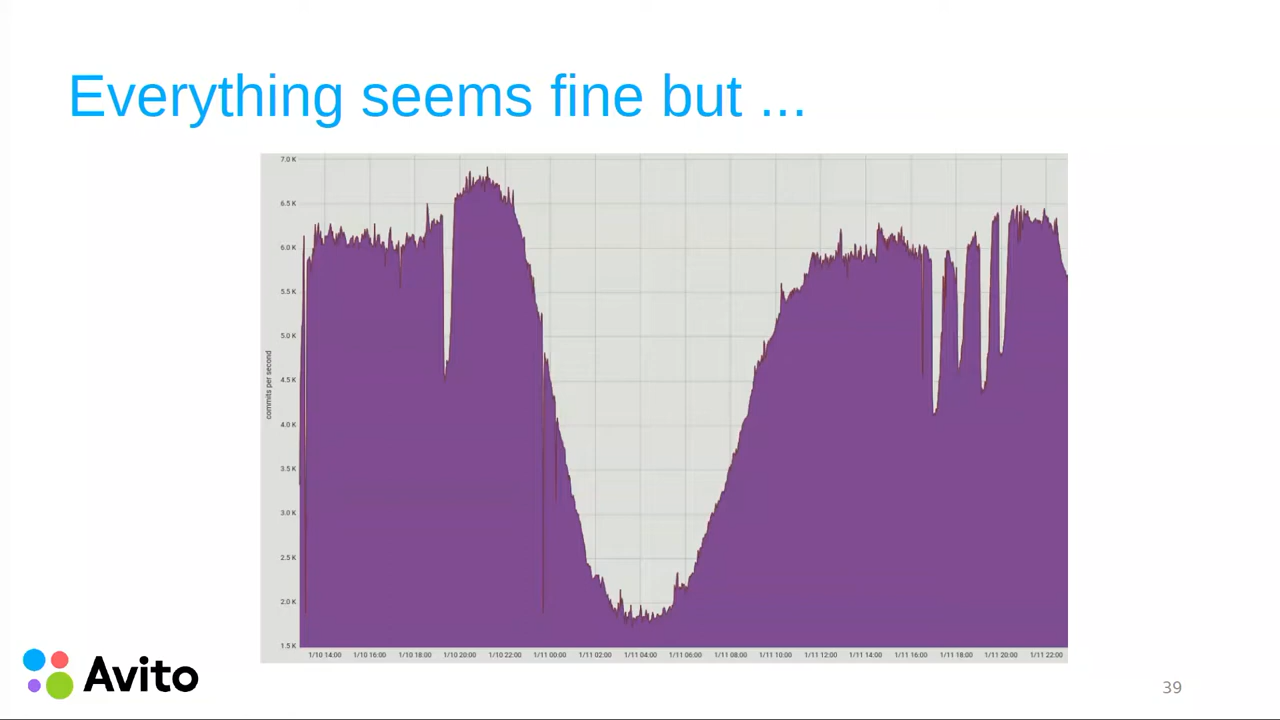 Everything seems fine but ...
7.0 K
6.5 K
6.0 K
5.5 K
5.0 K
4.5 K
4.0 K
3.5 K
3.0 K
2.5 K
2.0 K
1.5 K
commits per second
1/10 14:00 1/10 16:00 1/10 18:00 1/10 20:00 1/10 22:00 1/11 00:00 1/11 02:00 1/11 04:00 1/11 06:00 1/11 08:00 1/11 10:00 1/11 12:00 1/11 14:00 1/11 16:00 1/11 18:00 1/11 20:00 1/11 22:00
Avito
39